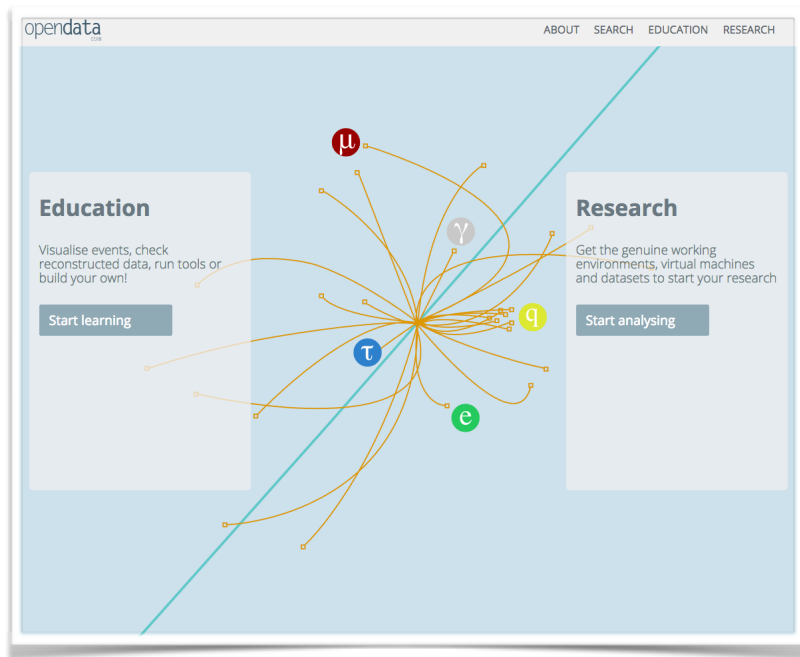 opendata
cern
ABOUT SEARCH EDUCATION RESEARCH
μ
γ
q
τ
e
Education
Visualise events, check
reconstructed data, run tools or
build your own!
Start learning
Research
Get the genuine working
environments, virtual machines
and datasets to start your research
Start analysing